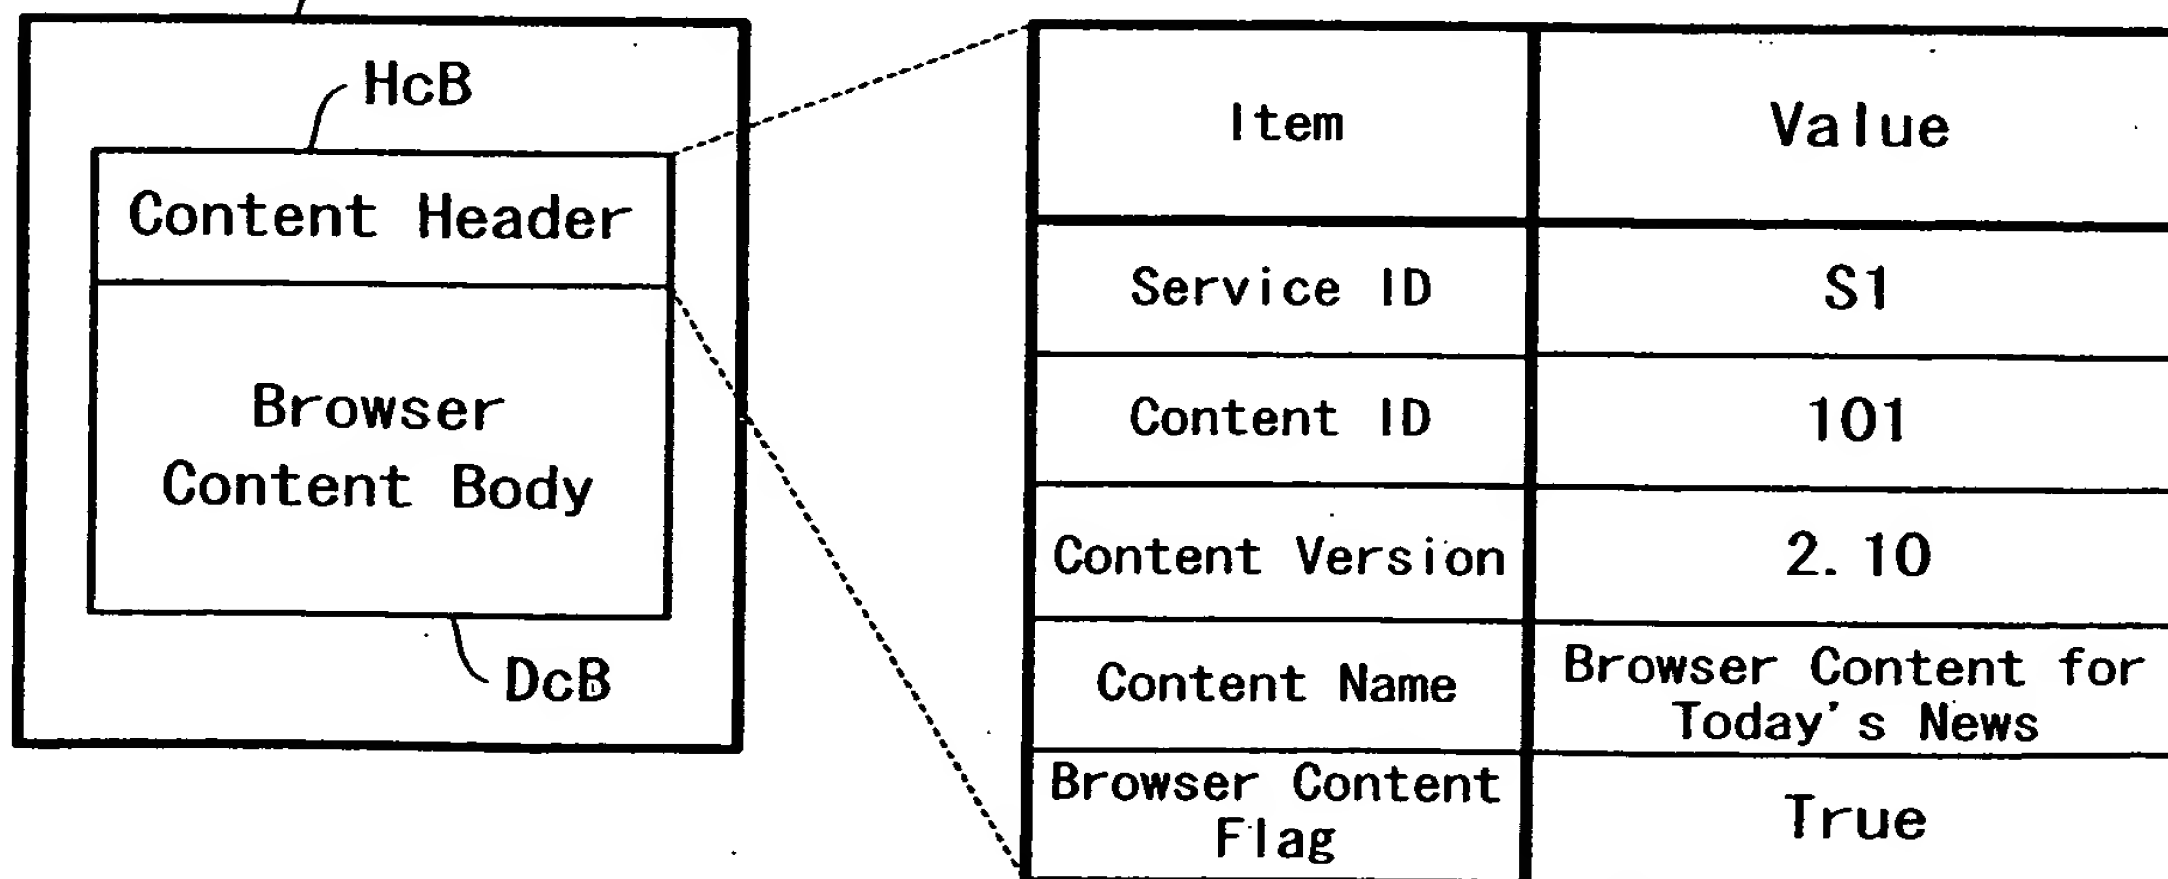 HcB
Content Header
Browser
Content Body
DcB
Item
Value
Service ID
S1
Content ID
101
Content Version
2.10
Content Name
Browser Content for
Today's News
Browser Content
Flag
True